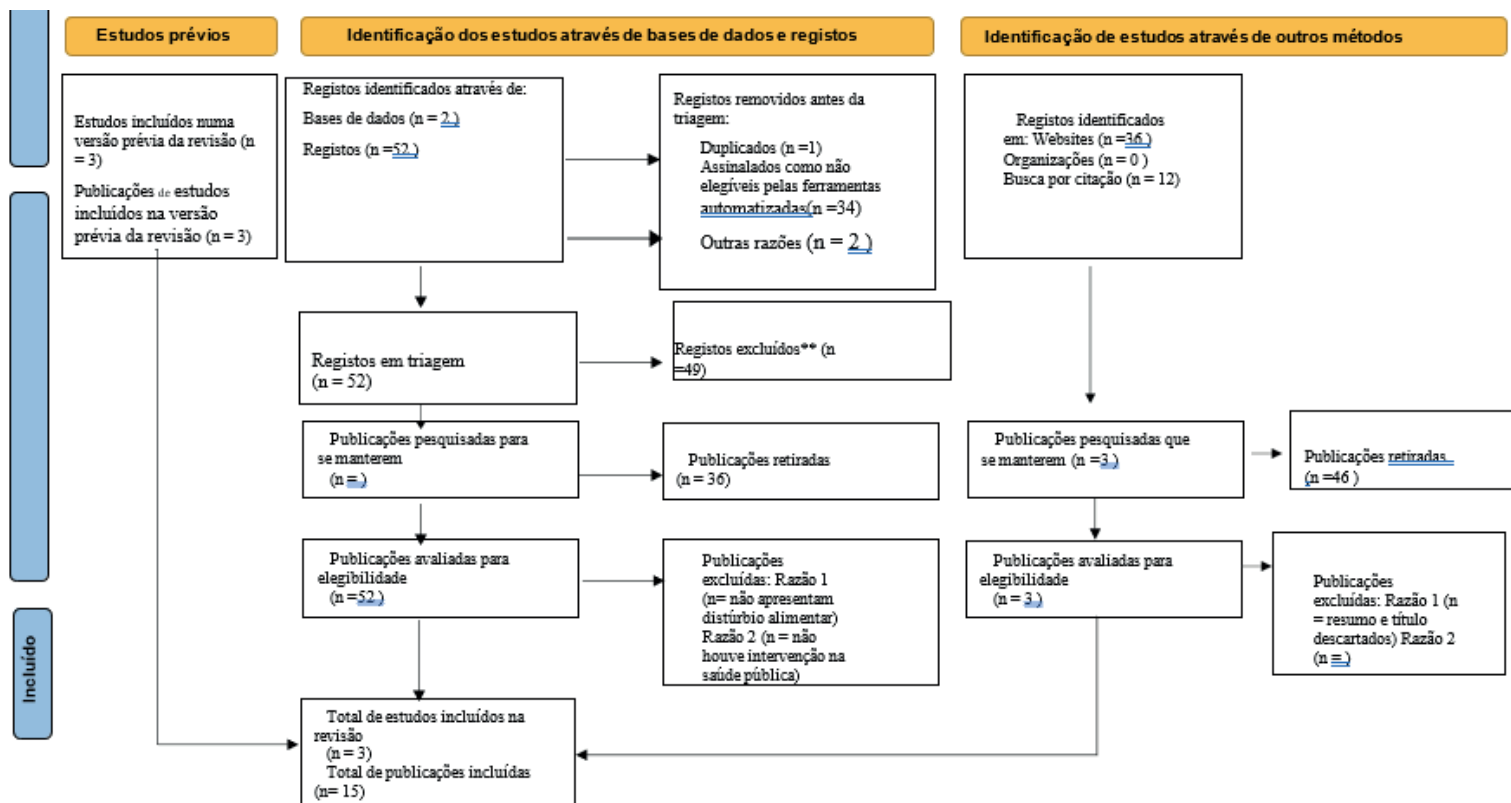 Estudos prévios
Identificação dos estudos através de bases de dados e registos
Identificação de estudos através de outros métodos
Estudos incluídos numa
versão prévia da revisão (n
= 3)
Publicações de estudos
incluídos na versão
prévia da revisão (n = 3)
Registos identificados através de:
Bases de dados (n = 2 )
Registos (n =52 )
Registos removidos antes da
triagem:
Duplicados (n =1)
Assinalados como não
elegíveis pelas ferramentas
automatizadas(n =34)
Outras razões (n = 2 )
Registos identificados
em: Websites (n =36 )
Organizações (n = 0 )
Busca por citação (n = 12)
Registos em triagem
(n = 52)
Registos excluídos** (n
=49)
Publicações pesquisadas para
se manterem
(n = )
Publicações retiradas
(n = 36)
Publicações pesquisadas que
se manterem (n =3 )
Publicações retiradas
(n =46 )
Publicações avaliadas para
elegibilidade
(n =52 )
Publicações
excluídas: Razão 1
(n= não apresentam
distúrbio alimentar)
Razão 2 (n = não
houve intervenção na
saúde pública)
Publicações avaliadas para
elegibilidade
(n = 3 )
Publicações
excluídas: Razão 1 (n
= resumo e título
descartados) Razão 2
(n = )
Incluído
Total de estudos incluídos na
revisão
(n = 3)
Total de publicações incluídas
(n= 15)